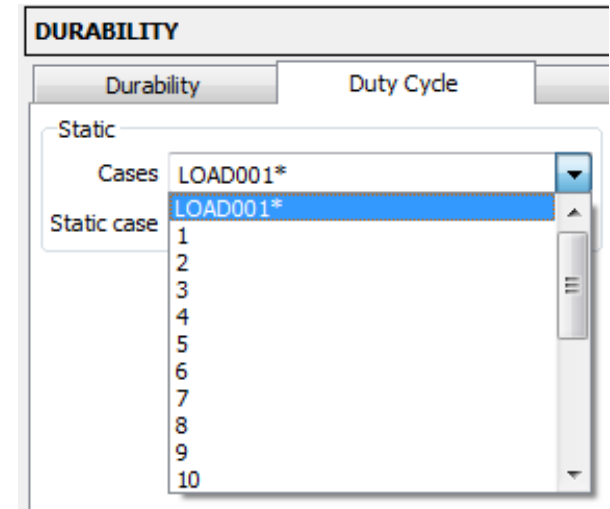 DURABILITY
Durability
Duty Cycle
Static
Cases LOAD001*
LOAD001*
Static case
1
2
3
4
5
6
7
8
9
10